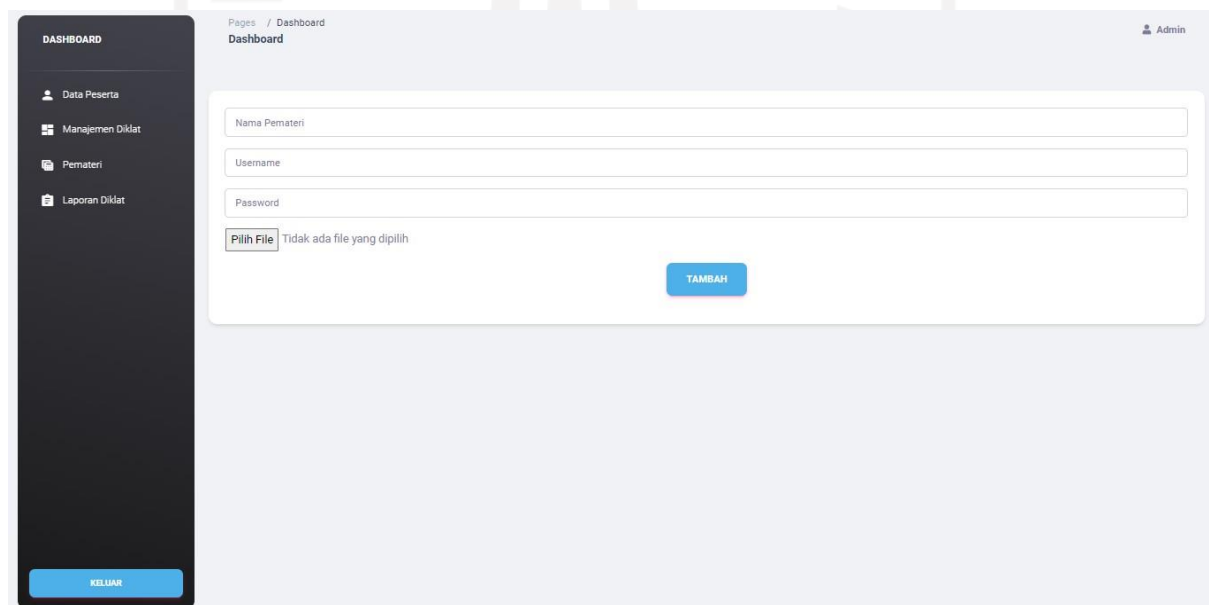 DASHBOARD
Data Peserta
Manajemen Diklat
Pemateri
Laporan Diklat
KELUAR
Pages / Dashboard
Dashboard
Admin
Nama Pemateri
Username
Password
Pilih File Tidak ada file yang dipilih
TAMBAH